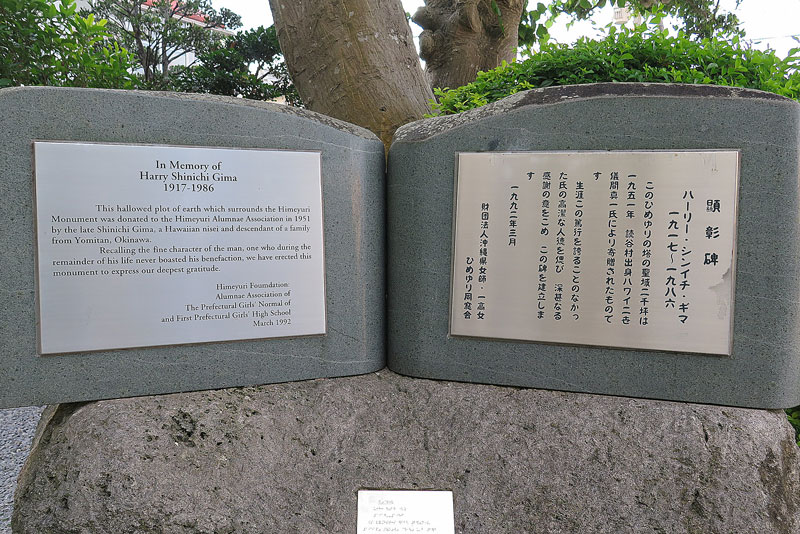 In Memory of
Harry Shinichi Gima
1917-1986
This hallowed plot of earth which surrounds the Himeyuri
Monument was donated to the Himeyuri Alumnae Association in 1951
by the late Shinichi Gima, a Hawaiian nisei and descendant of a family
from Yomitan, Okinawa.
Recalling the fine character of the man, one who during the
remainder of his life never boasted his benefaction, we have erected this
monument to express our deepest gratitude.
Himeyuri Foundation:
Alumnae Association of
The Prefectural Girls' Normal of
and First Prefectural Girls' High School
March 1992
顕彰碑
ハーリー・シンイチ・ギマ
一九一七〜一九八六
このひめゆりの塔の聖域二千坪は
一九五一年 読谷村出身ハワイ二世
儀間真一氏により寄贈されたもので
す
生涯この篤行を誇ることのなかっ
た氏の高潔な人徳を偲び 深甚なる
感謝の意をこめ この碑を建立しま
す
一九九二年三月
財団法人沖縄県女師・一高女
ひめゆり同窓会